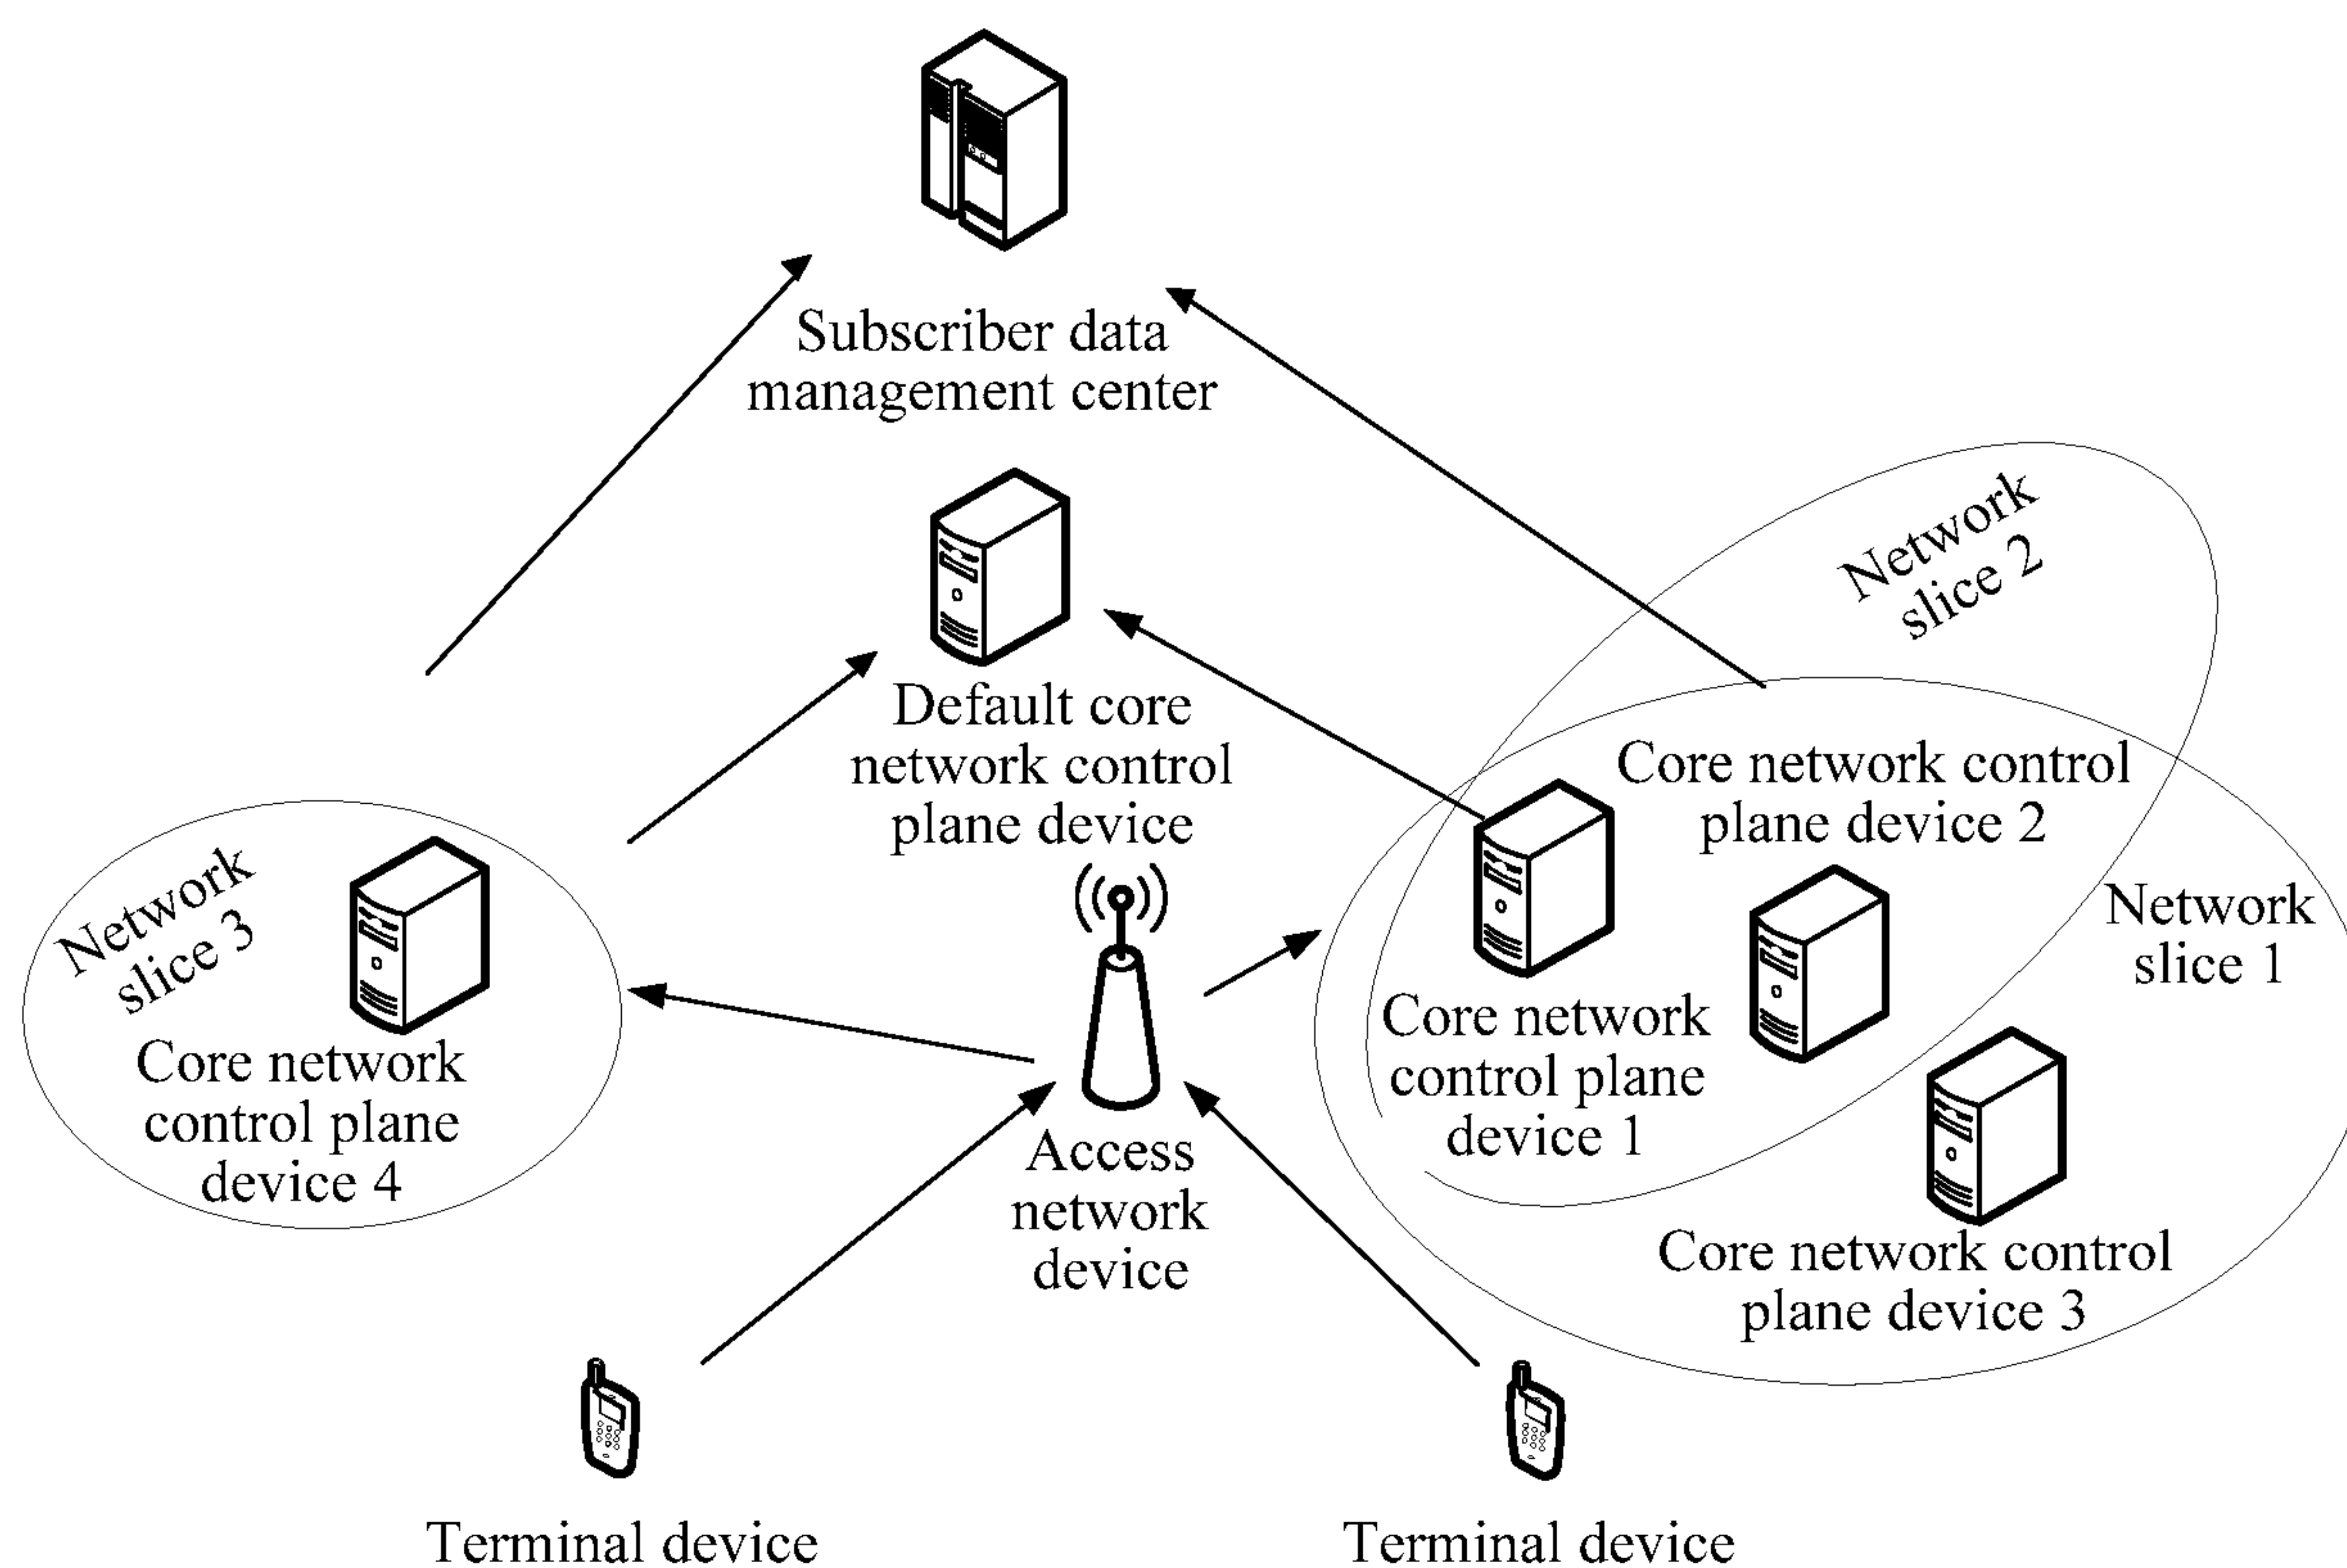 Subscriber data
management center
Network
slice 2
Default core
network control
plane device
Core network control
plane device 2
Network
slice 3
Network
slice 1
Core network
control plane
device 1
Core network
control plane
device 4
Access
network
device
Core network control
plane device 3
Terminal device
Terminal device